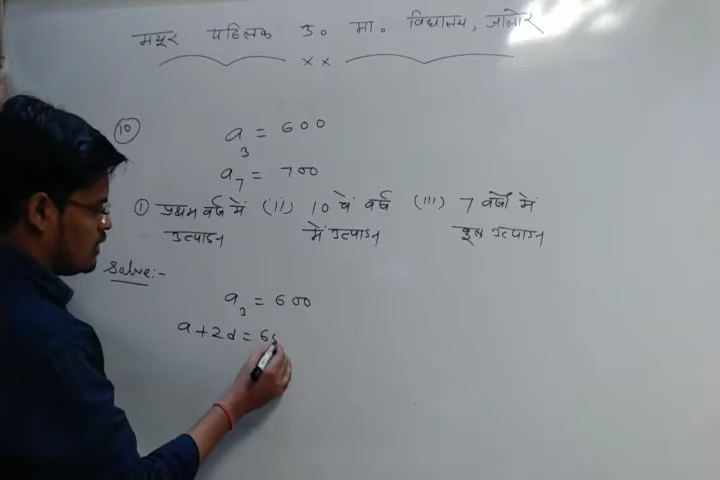 मयूर पब्लिक उ० मा० विद्यालय, जालोर
××
10 a₃ = 600
a₇ = 700
① प्रथम वर्ष में (ii) 10 वें वर्ष (iii) 7 वर्षों में
उत्पादन में उत्पादन कुल उत्पादन
Solve:-
a₃ = 600
a+2d = 6